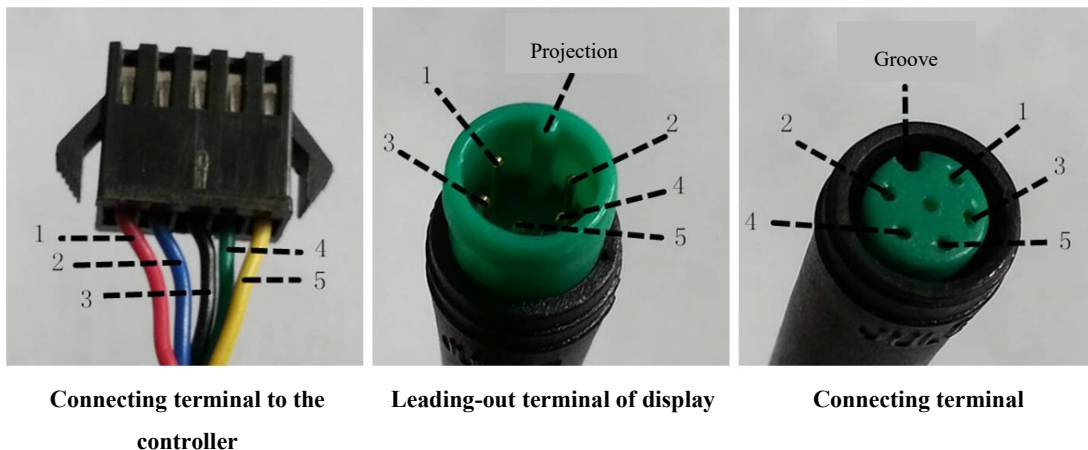 Projection
Groove
1
2
3
4
5
1
2
3
4
5
1
2
3
4
5
Connecting terminal to the
controller
Leading-out terminal of display
Connecting terminal